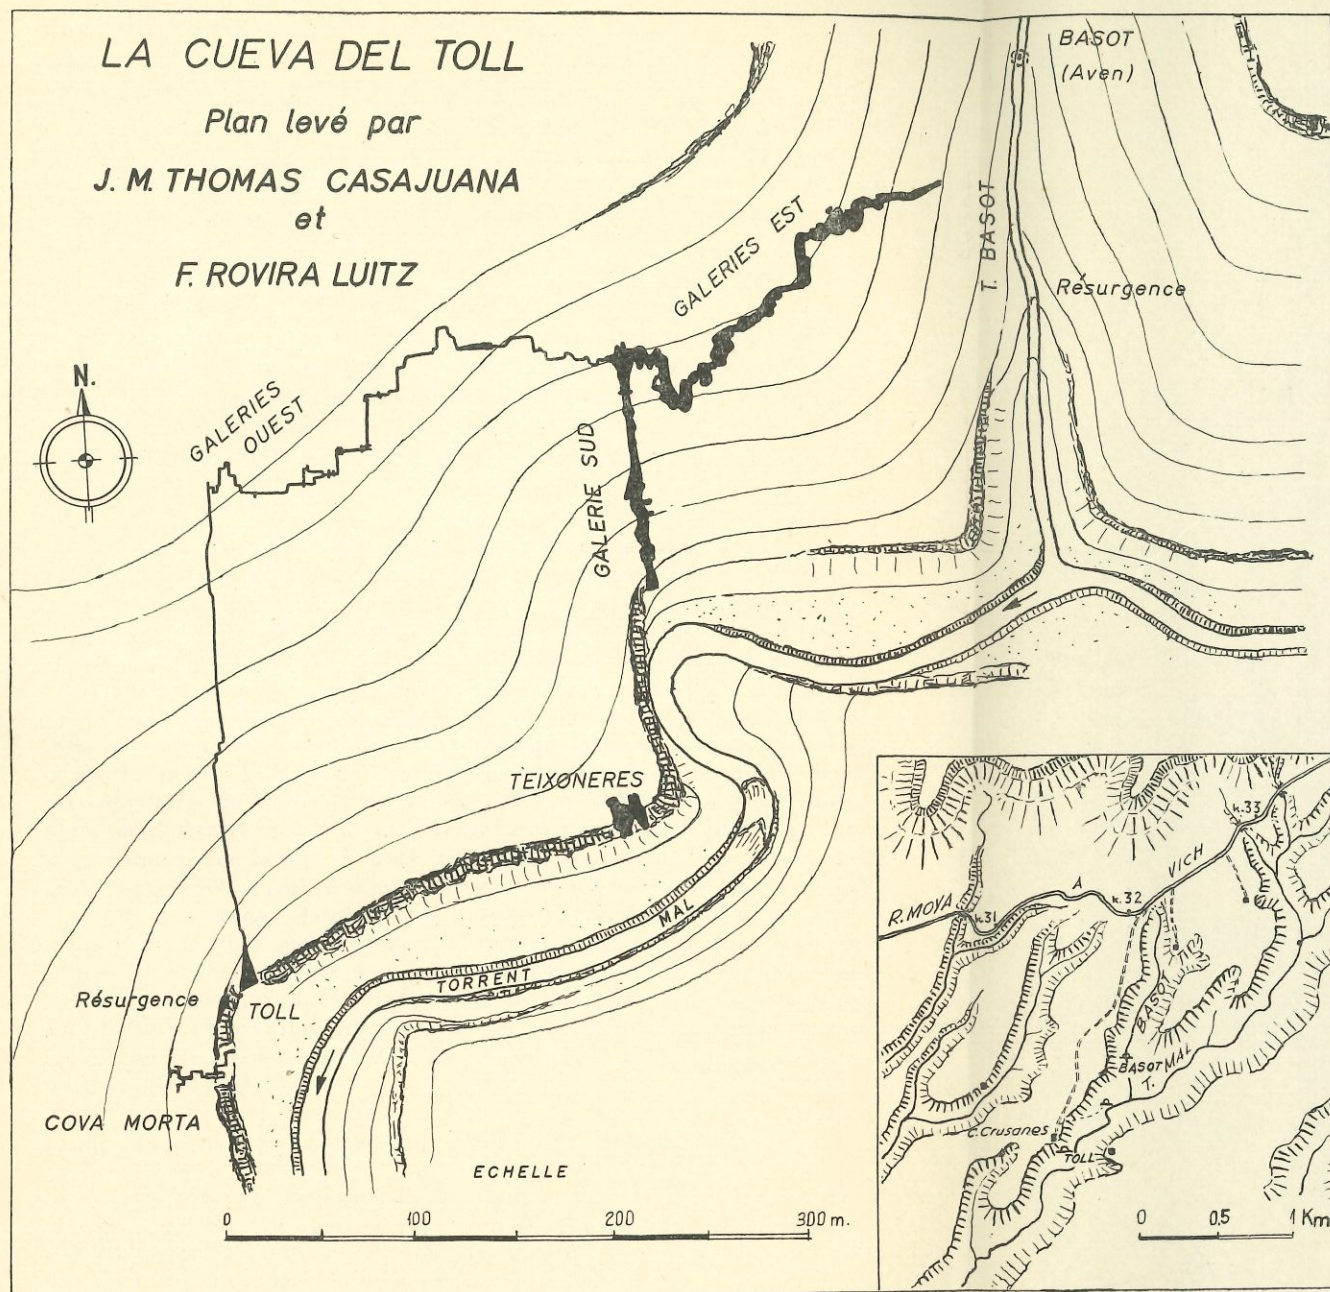 LA CUEVA DEL TOLL
Plan levé par
J. M. THOMAS CASAJUANA
et
F. ROVIRA LUITZ
BASOT
(Aven)
T. BASOT
Résurgence
GALERIES EST
N.
GALERIES
OUEST
GALERIE SUD
TEIXONERES
TORRENT MAL
Résurgence
TOLL
COVA MORTA
ECHELLE
0 100 200 300 m.
R. MOYA
k.31
A
k.32
VICH
k.33
BASOT
BASOT
T. MAL
R
C. Crusanes
TOLL
0 0,5 1 Km